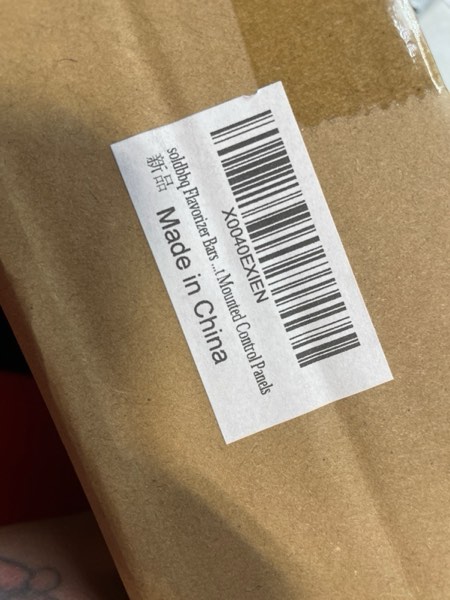 X0040EXIEN
soldbbq Flavorizer Bars ...t Mounted Control Panels
新品 Made in China